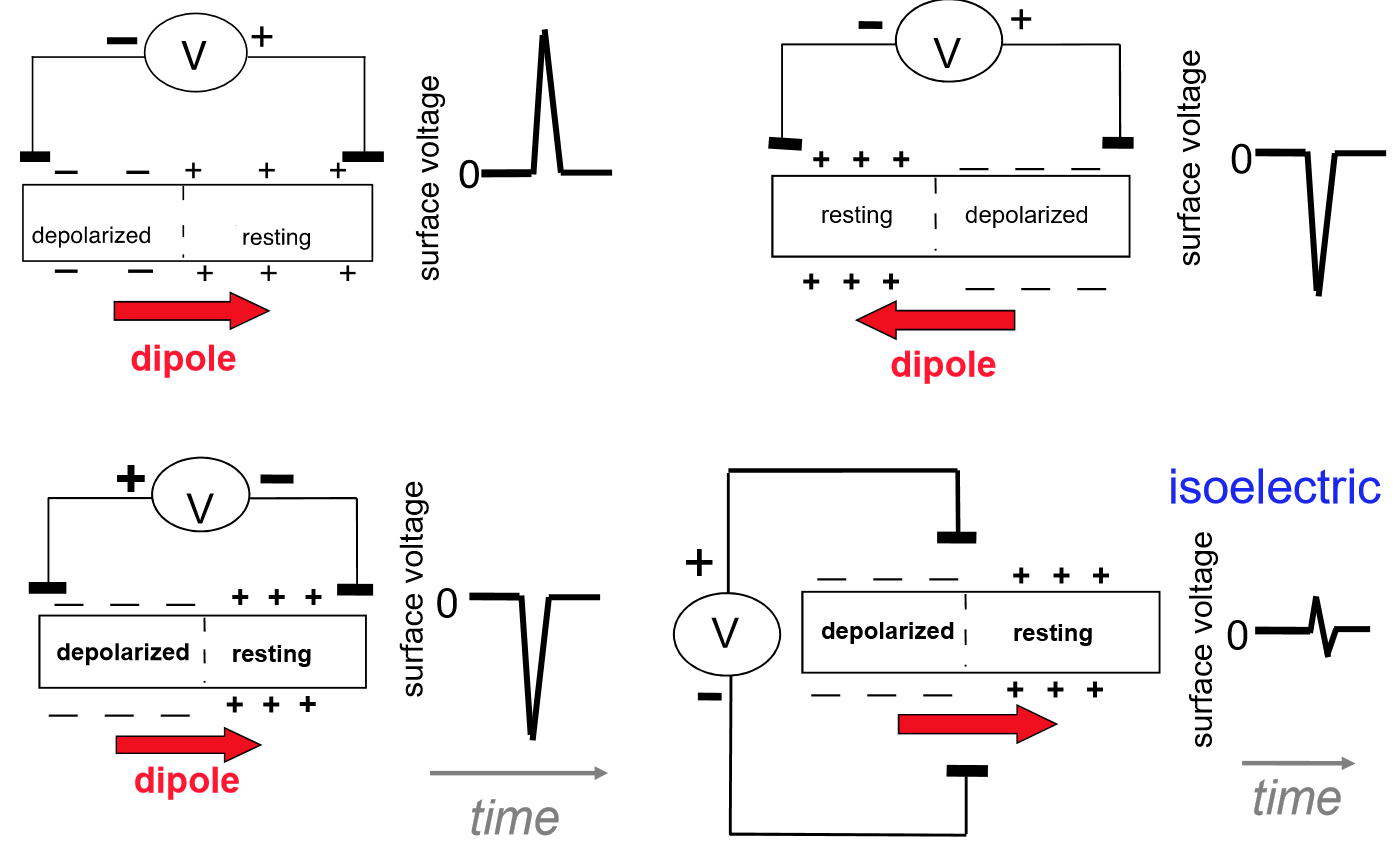 − V +
surface voltage
0
− − + + +
depolarized resting
− − + + +
dipole
− V +
surface voltage
0
+ + + − − −
resting depolarized
+ + + − − −
dipole
+ V −
surface voltage
0
− − − + + +
depolarized resting
− − − + + +
dipole
time
isoelectric
+
V
−
− − − + + +
depolarized resting
− − − + + +
surface voltage
0
time